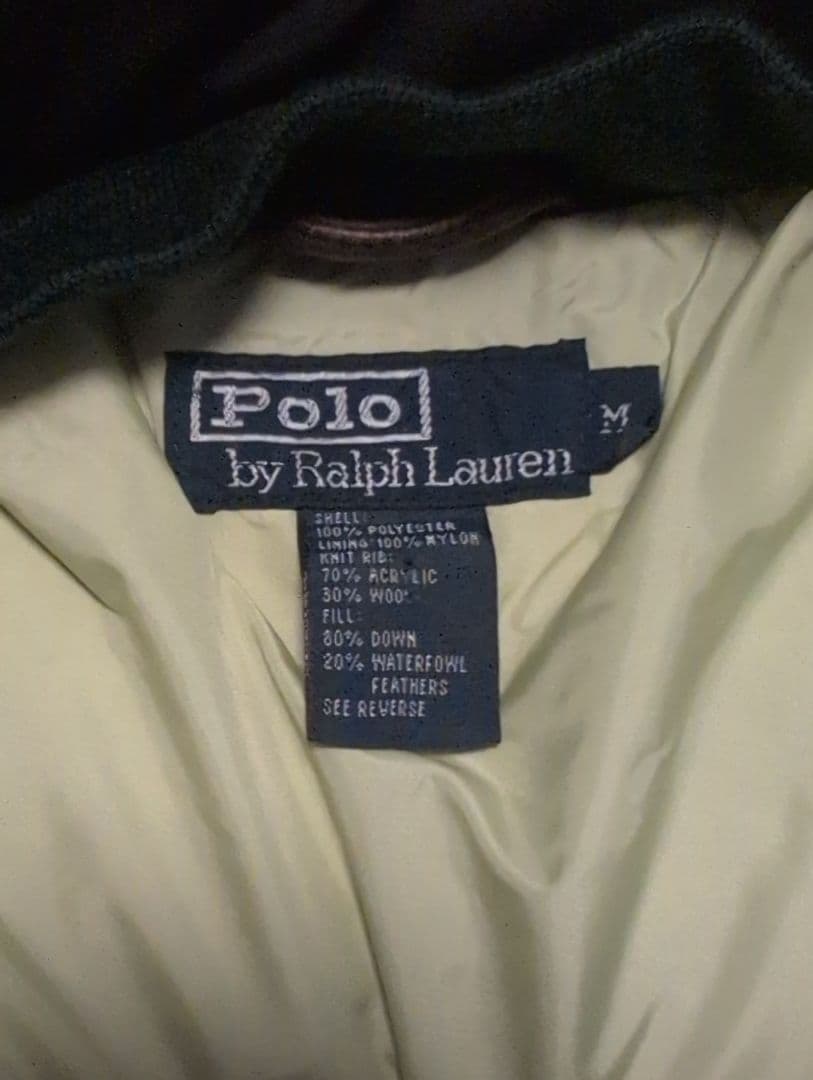 Polo
by Ralph Lauren
M
SHELL:
100% POLYESTER
LINING 100% NYLON
KNIT RIB:
70% ACRYLIC
30% WOOL
FILL:
80% DOWN
20% WATERFOWL
FEATHERS
SEE REVERSE